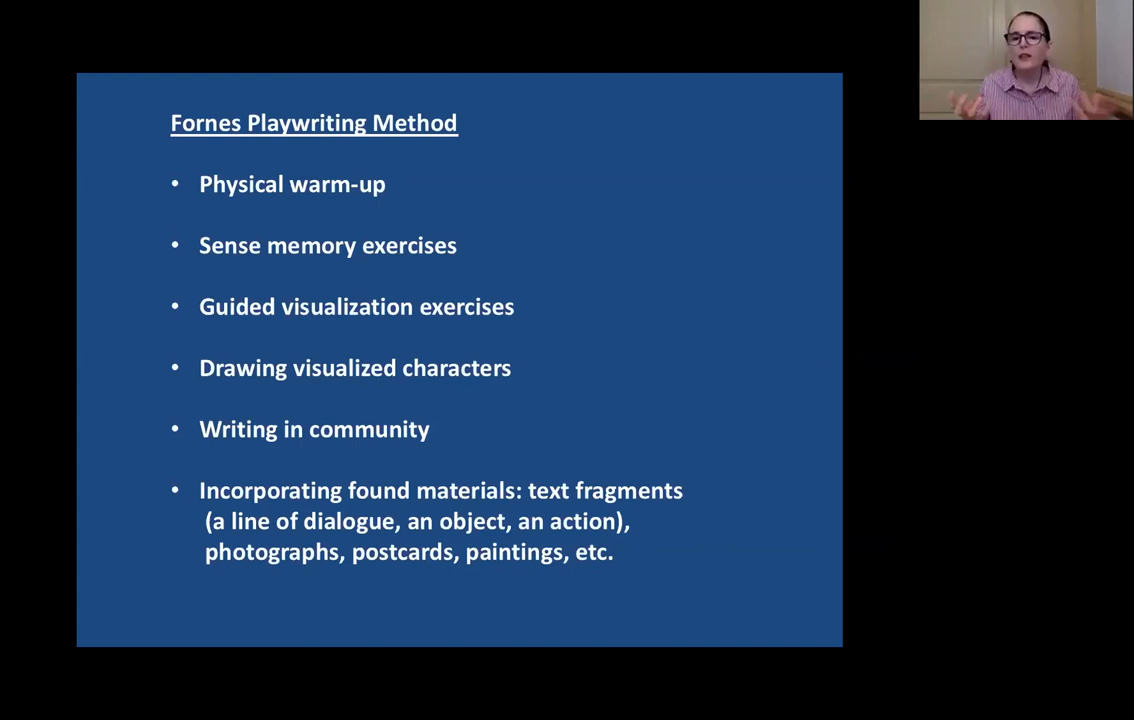 Fornes Playwriting Method
• Physical warm-up
• Sense memory exercises
• Guided visualization exercises
• Drawing visualized characters
• Writing in community
• Incorporating found materials: text fragments
(a line of dialogue, an object, an action),
photographs, postcards, paintings, etc.